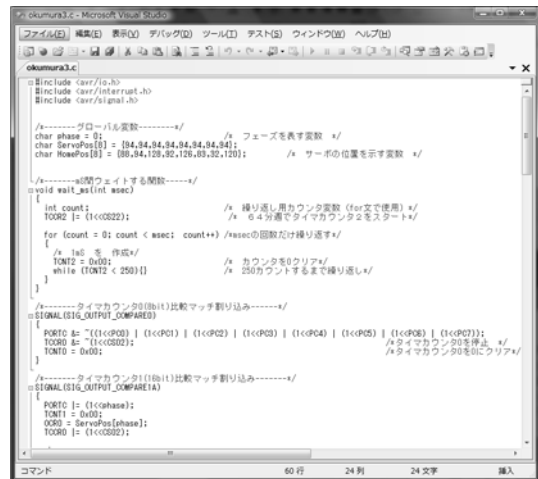 okumura3.c - Microsoft Visual Studio
ファイル(F) 編集(E) 表示(V) デバッグ(D) ツール(T) テスト(S) ウィンドウ(W) ヘルプ(H)
okumura3.c
#include <avr/io.h>
#include <avr/interrupt.h>
#include <avr/signal.h>
/*-------グローバル変数--------*/
char phase = 0; /* フェーズを表す変数 */
char ServoPos[8] = {94,94,94,94,94,94,94,94};
char HomePos[8] = {88,94,128,92,126,83,32,120}; /* サーボの位置を示す変数 */
/*-------mS間ウェイトする関数-----*/
void wait_ms(int msec)
{
int count; /* 繰り返し用カウンタ変数（for文で使用）*/
TCCR2 |= (1<<CS22); /* ６４分週でタイマカウンタ２をスタート*/
for (count = 0; count < msec; count++) /*msecの回数だけ繰り返す*/
{
/* 1mS を 作成*/
TCNT2 = 0x00; /* カウンタを0クリア*/
while (TCNT2 < 250){} /* 250カウントするまで繰り返し*/
}
}
/*-------タイマカウンタ0(8bit)比較マッチ割り込み-----*/
SIGNAL(SIG_OUTPUT_COMPARE0)
{
PORTC &= ~((1<<PC0) | (1<<PC1) | (1<<PC2) | (1<<PC3) | (1<<PC4) | (1<<PC5) | (1<<PC6) | (1<<PC7));
TCCR0 &= ~(1<<CS02); /*タイマカウンタ0を停止 */
TCNT0 = 0x00; /*タイマカウンタ0を0にクリア*/
}
/*-------タイマカウンタ1(16bit)比較マッチ割り込み-------*/
SIGNAL(SIG_OUTPUT_COMPARE1A)
{
PORTC |= (1<<phase);
TCNT1 = 0x00;
OCR0 = ServoPos[phase];
TCCR0 |= (1<<CS02);
コマンド 60 行 24 列 24 文字 挿入